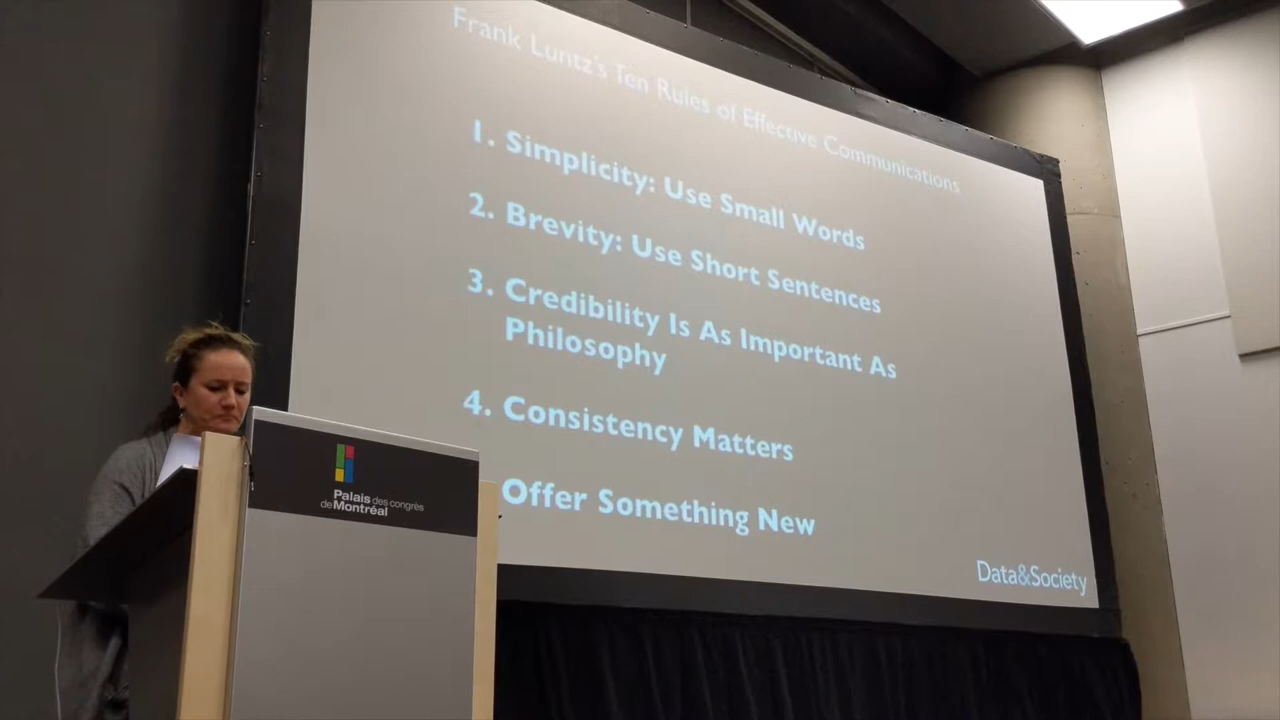 Frank Luntz's Ten Rules of Effective Communications
1. Simplicity: Use Small Words
2. Brevity: Use Short Sentences
3. Credibility Is As Important As
Philosophy
4. Consistency Matters
Offer Something New
Data&Society
Palais des congrès
de Montréal